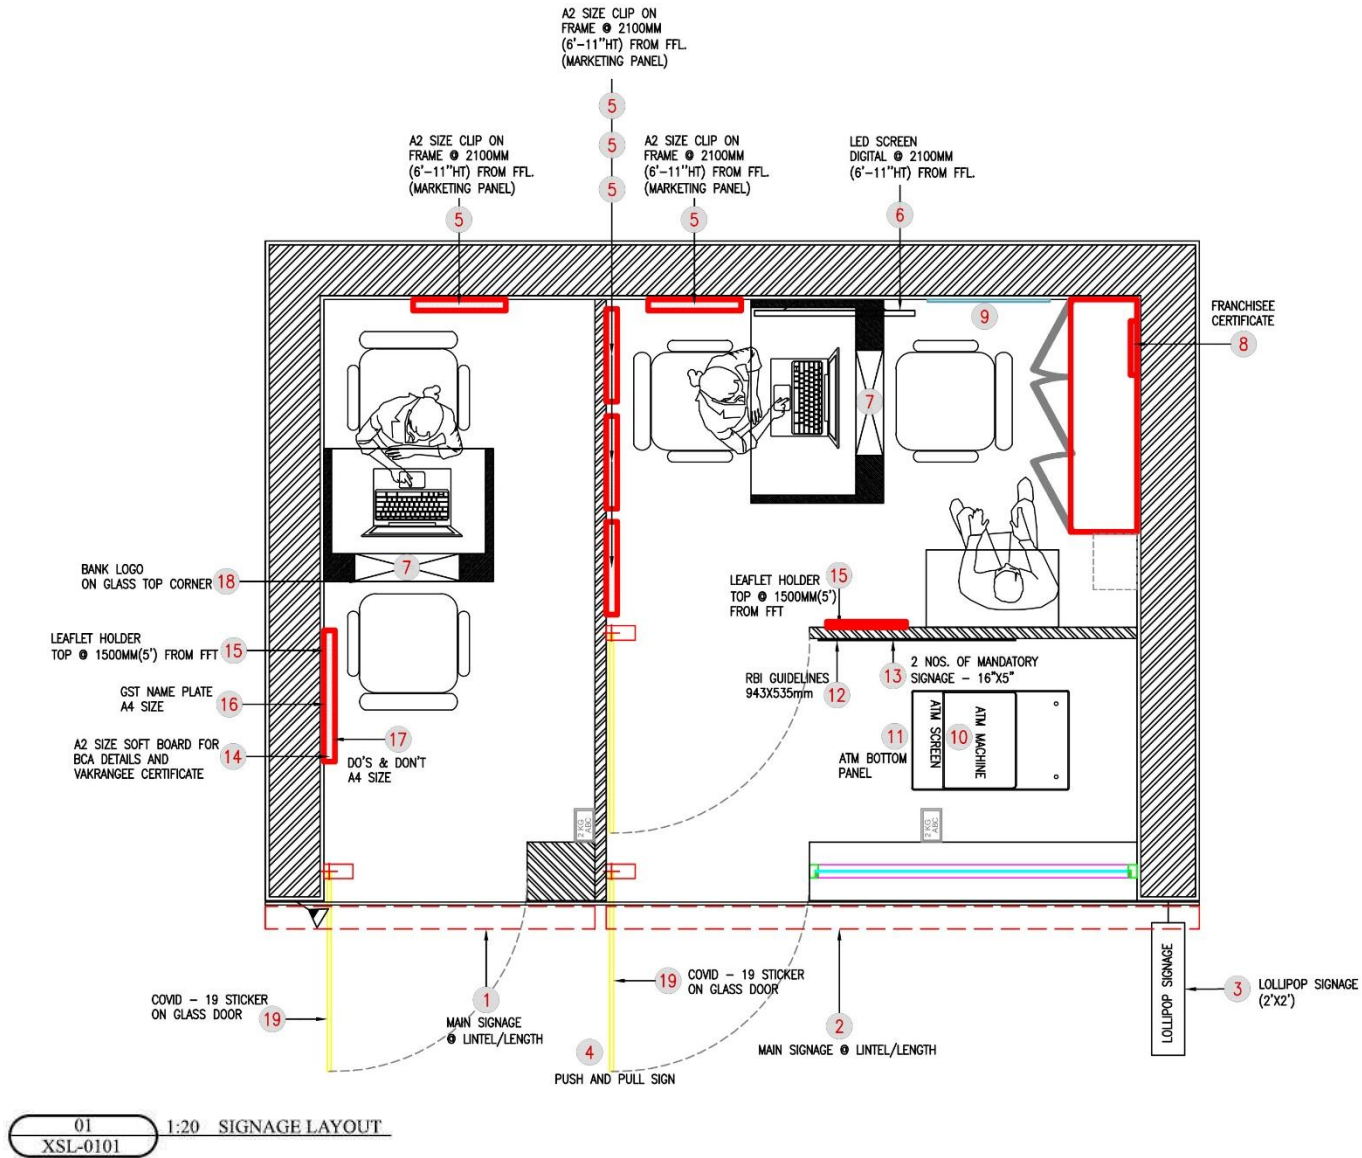 A2 SIZE CLIP ON
FRAME @ 2100MM
(6'-11"HT) FROM FFL.
(MARKETING PANEL)
5
5
5
A2 SIZE CLIP ON
FRAME @ 2100MM
(6'-11"HT) FROM FFL.
(MARKETING PANEL)
5
A2 SIZE CLIP ON
FRAME @ 2100MM
(6'-11"HT) FROM FFL.
(MARKETING PANEL)
5
LED SCREEN
DIGITAL @ 2100MM
(6'-11"HT) FROM FFL.
6
9
FRANCHISEE
CERTIFICATE
8
7
7
BANK LOGO
ON GLASS TOP CORNER
18
LEAFLET HOLDER
TOP @ 1500MM(5') FROM FFT
15
GST NAME PLATE
A4 SIZE
16
A2 SIZE SOFT BOARD FOR
BCA DETAILS AND
VAKRANGEE CERTIFICATE
14
17
DO'S & DON'T
A4 SIZE
LEAFLET HOLDER
TOP @ 1500MM(5')
FROM FFT
15
RBI GUIDELINES
943X535mm
12
13
2 NOS. OF MANDATORY
SIGNAGE - 16"X5"
11
ATM BOTTOM
PANEL
ATM SCREEN
10
ATM MACHINE
2 KG
ABC
2 KG
ABC
COVID - 19 STICKER
ON GLASS DOOR
19
1
MAIN SIGNAGE
@ LINTEL/LENGTH
19
COVID - 19 STICKER
ON GLASS DOOR
4
PUSH AND PULL SIGN
2
MAIN SIGNAGE @ LINTEL/LENGTH
LOLLIPOP SIGNAGE
3
LOLLIPOP SIGNAGE
(2'X2')
01
XSL-0101
1:20 SIGNAGE LAYOUT